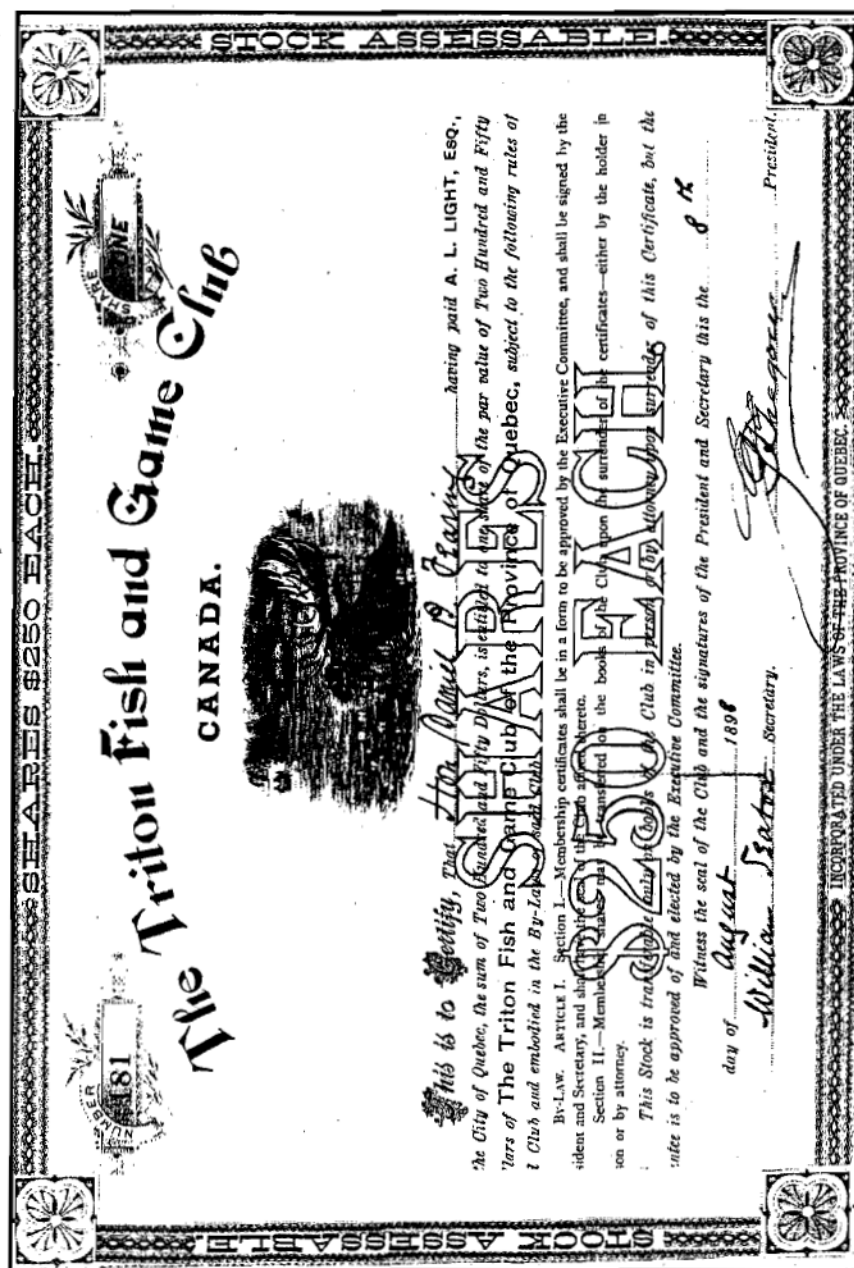 SHARES $250 EACH.
STOCK ASSESSABLE.
STOCK ASSESSABLE.
NUMBER
181
SHARE
ONE
The Triton Fish and Game Club
CANADA.
This is to Certify, That Hon Daniel B. having paid A. L. LIGHT, ESQ.,
he City of Quebec, the sum of Two Hundred and Fifty Dollars, is entitled to one share of the par value of Two Hundred and Fifty
lars of The Triton Fish and Game Club of the Province of Quebec, subject to the following rules of
Club and embodied in the By-Laws of said Club.
BY-LAW. ARTICLE I. Section I.—Membership certificates shall be in a form to be approved by the Executive Committee, and shall be signed by the
sident and Secretary, and shall have the seal of the Club affixed thereto.
Section II.—Membership shares may be transferred on the books of the Club upon the surrender of the certificates—either by the holder in
son or by attorney.
This Stock is transferable only on books of the Club in person or by attorney upon surrender of this Certificate, but the
is to be approved of and elected by the Executive Committee.
SHARES
$250 EACH.
Witness the seal of the Club and the signatures of the President and Secretary this the 8th
day of August 1898
William Secretary.
President.
INCORPORATED UNDER THE LAWS OF THE PROVINCE OF QUEBEC.